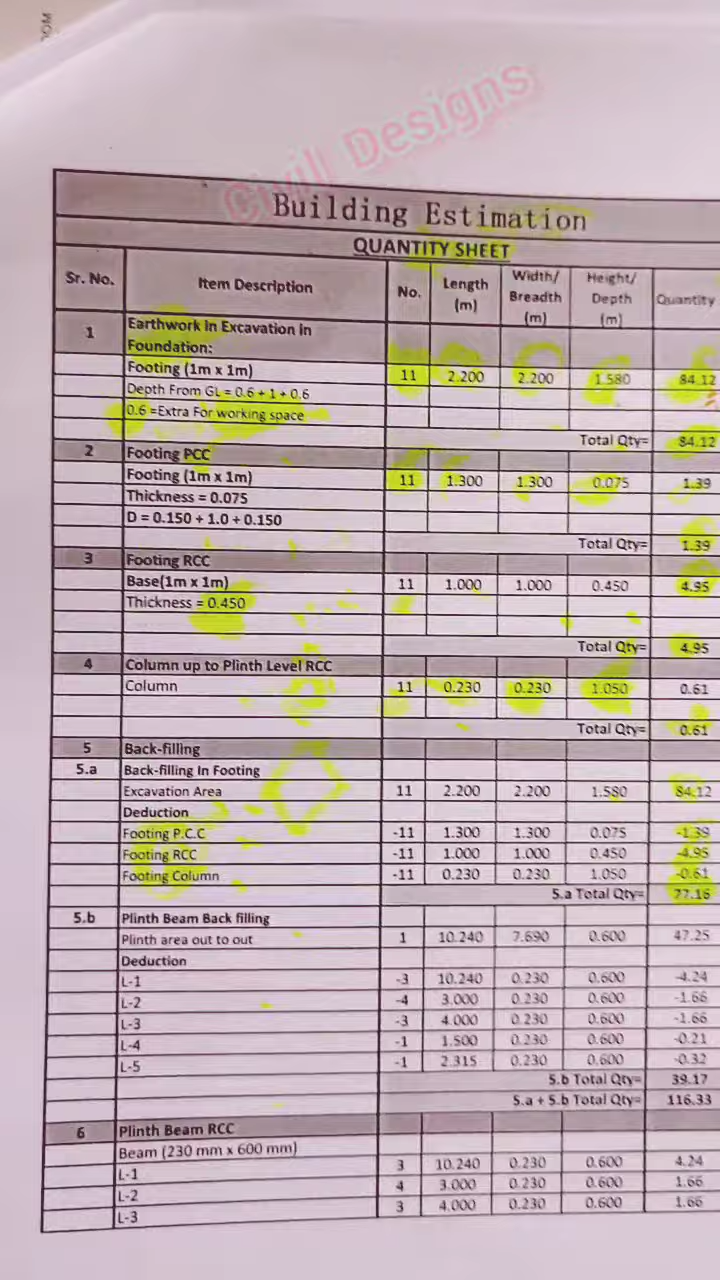 Civil Designs
Building Estimation
QUANTITY SHEET
Sr. No. Item Description No. Length (m) Width/ Breadth (m) Height/ Depth (m) Quantity
1 Earthwork in Excavation in Foundation:
Footing (1m x 1m) 11 2.200 2.200 1.580 84.12
Depth From GL = 0.6 + 1 + 0.6
0.6 =Extra For working space
Total Qty= 84.12
2 Footing PCC
Footing (1m x 1m) 11 1.300 1.300 0.075 1.39
Thickness = 0.075
D = 0.150 + 1.0 + 0.150
Total Qty= 1.39
3 Footing RCC
Base(1m x 1m) 11 1.000 1.000 0.450 4.95
Thickness = 0.450
Total Qty= 4.95
4 Column up to Plinth Level RCC
Column 11 0.230 0.230 1.050 0.61
Total Qty= 0.61
5 Back-filling
5.a Back-filling In Footing
Excavation Area 11 2.200 2.200 1.580 84.12
Deduction
Footing P.C.C -11 1.300 1.300 0.075 -1.39
Footing RCC -11 1.000 1.000 0.450 -4.95
Footing Column -11 0.230 0.230 1.050 -0.61
5.a Total Qty= 77.16
5.b Plinth Beam Back filling
Plinth area out to out 1 10.240 7.690 0.600 47.25
Deduction
L-1 -3 10.240 0.230 0.600 -4.24
L-2 -4 3.000 0.230 0.600 -1.66
L-3 -3 4.000 0.230 0.600 -1.66
L-4 -1 1.500 0.230 0.600 -0.21
L-5 -1 2.315 0.230 0.600 -0.32
5.b Total Qty= 39.17
5.a + 5.b Total Qty= 116.33
6 Plinth Beam RCC
Beam (230 mm x 600 mm)
L-1 3 10.240 0.230 0.600 4.24
L-2 4 3.000 0.230 0.600 1.66
L-3 3 4.000 0.230 0.600 1.66